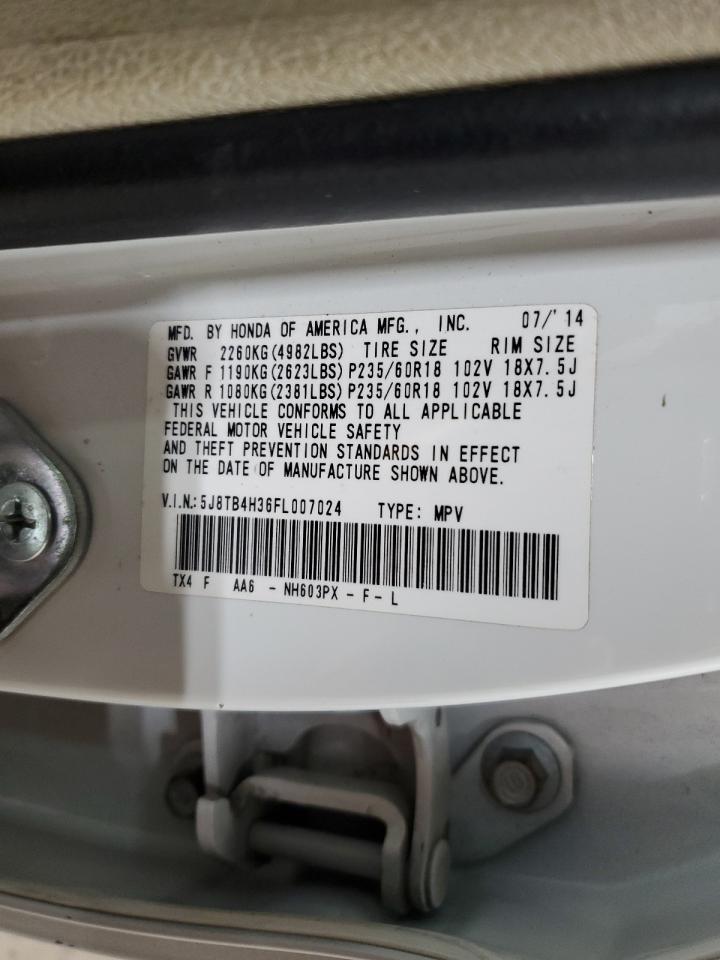 MFD. BY HONDA OF AMERICA MFG., INC. 07/'14
GVWR 2260KG(4982LBS) TIRE SIZE RIM SIZE
GAWR F 1190KG(2623LBS) P235/60R18 102V 18X7.5J
GAWR R 1080KG(2381LBS) P235/60R18 102V 18X7.5J
THIS VEHICLE CONFORMS TO ALL APPLICABLE
FEDERAL MOTOR VEHICLE SAFETY
AND THEFT PREVENTION STANDARDS IN EFFECT
ON THE DATE OF MANUFACTURE SHOWN ABOVE.
V.I.N.: 5J8TB4H36FL007024 TYPE: MPV
TX4 F AA6 - NH603PX - F - L